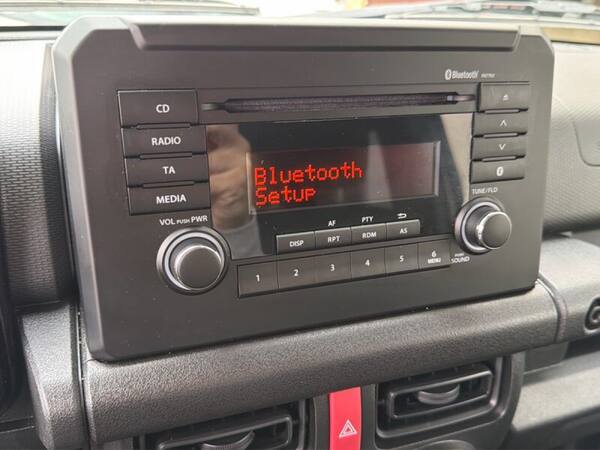 Bluetooth
CD
RADIO
TA
MEDIA
Bluetooth
Setup
VOL PUSH PWR
TUNE/FLD
AF PTY
DISP RPT RDM AS
1 2 3 4 5 6
MENU
PUSH
SOUND